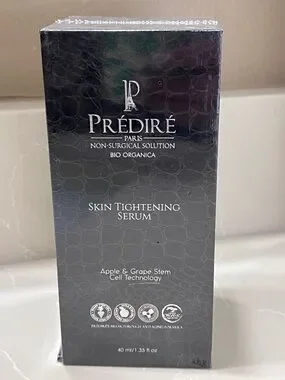 PRÉDIRÉ
PARIS
NON-SURGICAL SOLUTION
BIO ORGANICA
SKIN TIGHTENING
SERUM
Apple & Grape Stem
Cell Technology
40 ml/1.35 fl oz